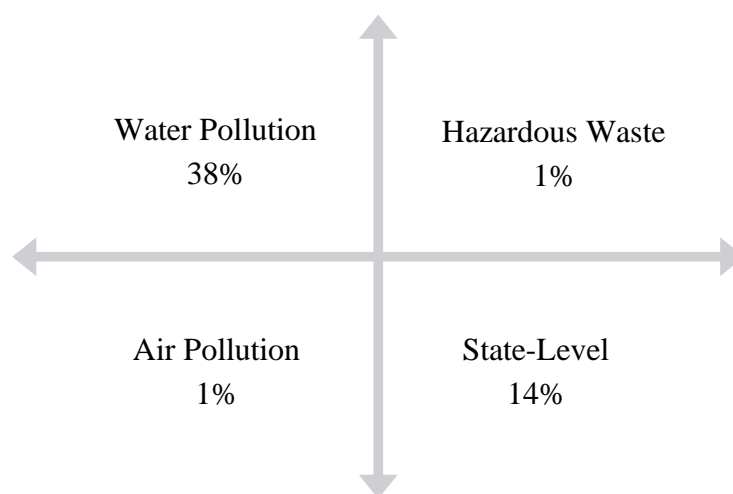 Water Pollution
38%
Hazardous Waste
1%
Air Pollution
1%
State-Level
14%